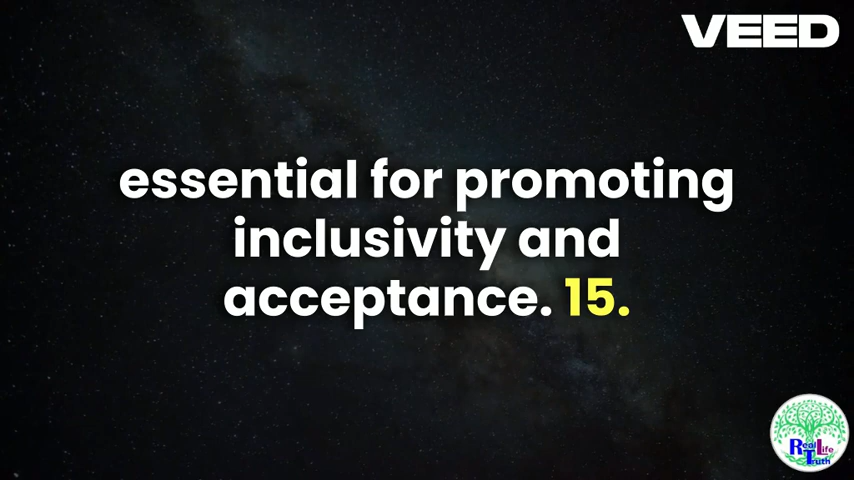 VEED
essential for promoting
inclusivity and
acceptance. 15.
Real Life
Truth